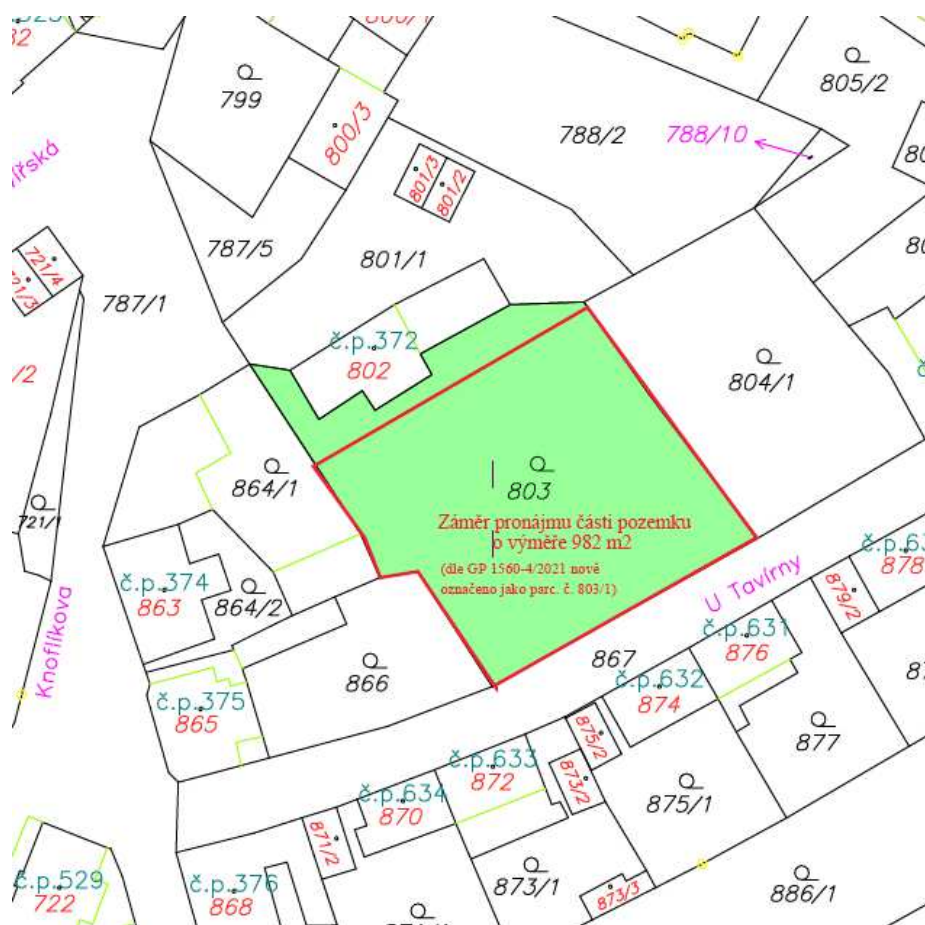 799
800/3
788/2
788/10
805/2
801/3
801/2
787/5
801/1
721/4
787/1
č.p.372
802
804/1
803
Záměr pronájmu části pozemku
o výměře 982 m2
(dle GP 1560-4/2021 nově
označeno jako parc. č. 803/1)
864/1
721/1
č.p.374
863
864/2
U Tavírny
878
879/2
č.p.631
876
867
866
Knoflíkova
č.p.375
865
č.p.632
874
875/2
877
č.p.633
872
873/2
č.p.634
870
875/1
871/2
č.p.529
722
č.p.376
868
873/1
873/3
886/1